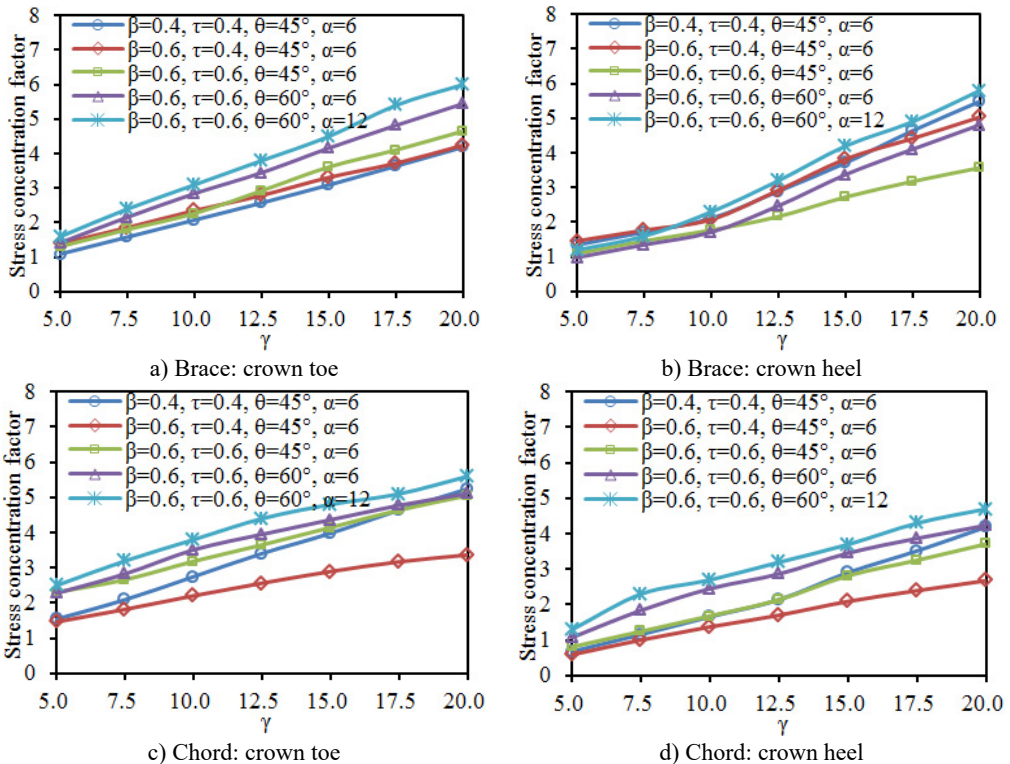 Stress concentration factor
8
7
6
5
4
3
2
1
0
β=0.4, τ=0.4, θ=45°, α=6
β=0.6, τ=0.4, θ=45°, α=6
β=0.6, τ=0.6, θ=45°, α=6
β=0.6, τ=0.6, θ=60°, α=6
β=0.6, τ=0.6, θ=60°, α=12
5.0 7.5 10.0 12.5 15.0 17.5 20.0
γ
a) Brace: crown toe
Stress concentration factor
8
7
6
5
4
3
2
1
0
β=0.4, τ=0.4, θ=45°, α=6
β=0.6, τ=0.4, θ=45°, α=6
β=0.6, τ=0.6, θ=45°, α=6
β=0.6, τ=0.6, θ=60°, α=6
β=0.6, τ=0.6, θ=60°, α=12
5.0 7.5 10.0 12.5 15.0 17.5 20.0
γ
b) Brace: crown heel
Stress concentration factor
8
7
6
5
4
3
2
1
0
β=0.4, τ=0.4, θ=45°, α=6
β=0.6, τ=0.4, θ=45°, α=6
β=0.6, τ=0.6, θ=45°, α=6
β=0.6, τ=0.6, θ=60°, α=6
β=0.6, τ=0.6, θ=60°, α=12
5.0 7.5 10.0 12.5 15.0 17.5 20.0
γ
c) Chord: crown toe
Stress concentration factor
8
7
6
5
4
3
2
1
0
β=0.4, τ=0.4, θ=45°, α=6
β=0.6, τ=0.4, θ=45°, α=6
β=0.6, τ=0.6, θ=45°, α=6
β=0.6, τ=0.6, θ=60°, α=6
β=0.6, τ=0.6, θ=60°, α=12
5.0 7.5 10.0 12.5 15.0 17.5 20.0
γ
d) Chord: crown heel